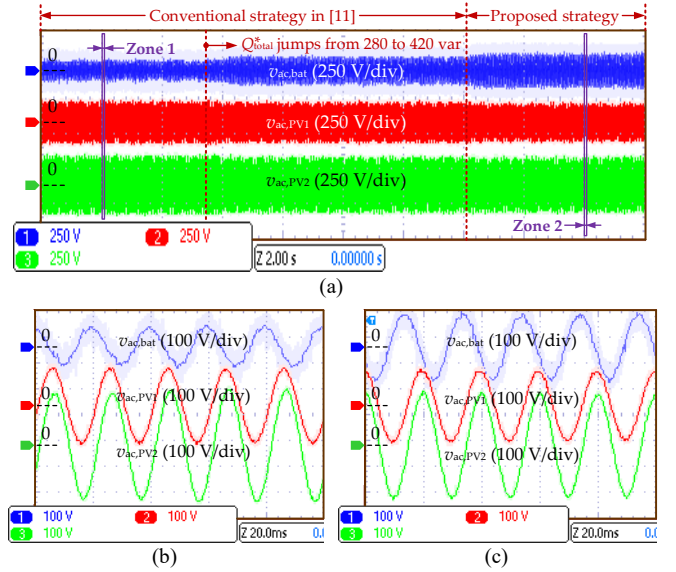 Conventional strategy in [11] Proposed strategy
Zone 1 Q*total jumps from 280 to 420 var
0 vac,bat (250 V/div)
0 vac,PV1 (250 V/div)
0 vac,PV2 (250 V/div)
Zone 2
1 250 V 2 250 V
3 250 V Z 2.00 s 0.00000 s
(a)
0 vac,bat (100 V/div)
0 vac,PV1 (100 V/div)
0 vac,PV2 (100 V/div)
1 100 V 2 100 V
3 100 V Z 20.0ms 0.0
(b)
0 vac,bat (100 V/div)
0 vac,PV1 (100 V/div)
0 vac,PV2 (100 V/div)
1 100 V 2 100 V
3 100 V Z 20.0ms 0.0
(c)